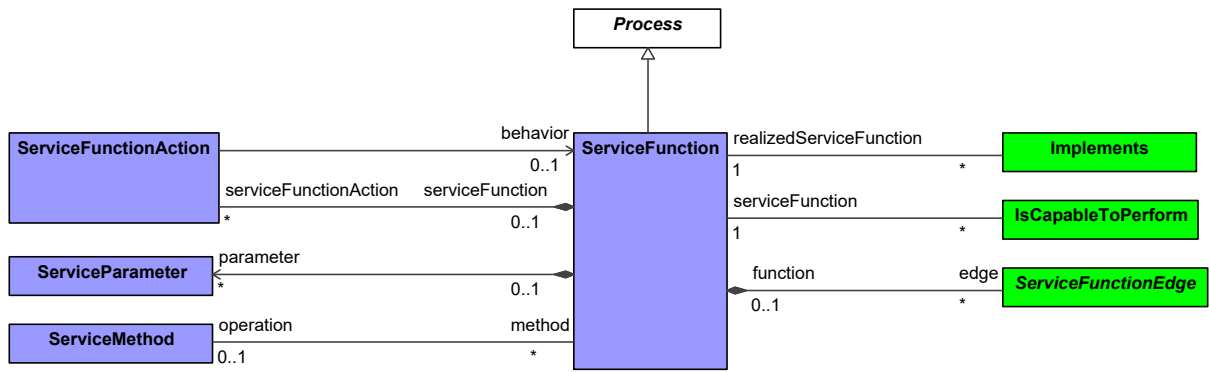 Process
ServiceFunctionAction
behavior
0..1
serviceFunctionAction
serviceFunction
*
0..1
ServiceParameter
parameter
*
0..1
ServiceMethod
operation
method
0..1
*
ServiceFunction
realizedServiceFunction
1
*
Implements
serviceFunction
1
*
IsCapableToPerform
function
edge
0..1
*
ServiceFunctionEdge